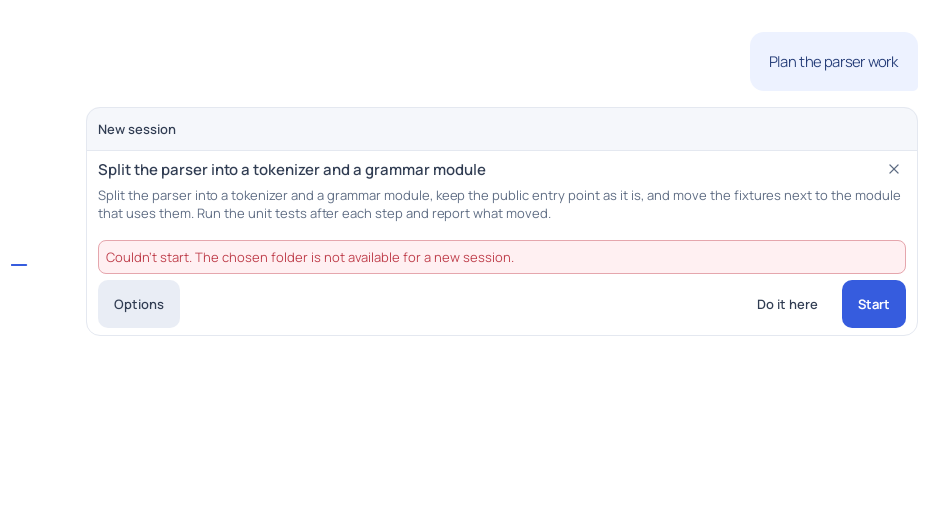 Plan the parser work
New session
Split the parser into a tokenizer and a grammar module
Split the parser into a tokenizer and a grammar module, keep the public entry point as it is, and move the fixtures next to the module
that uses them. Run the unit tests after each step and report what moved.
Couldn't start. The chosen folder is not available for a new session.
Options
Do it here
Start